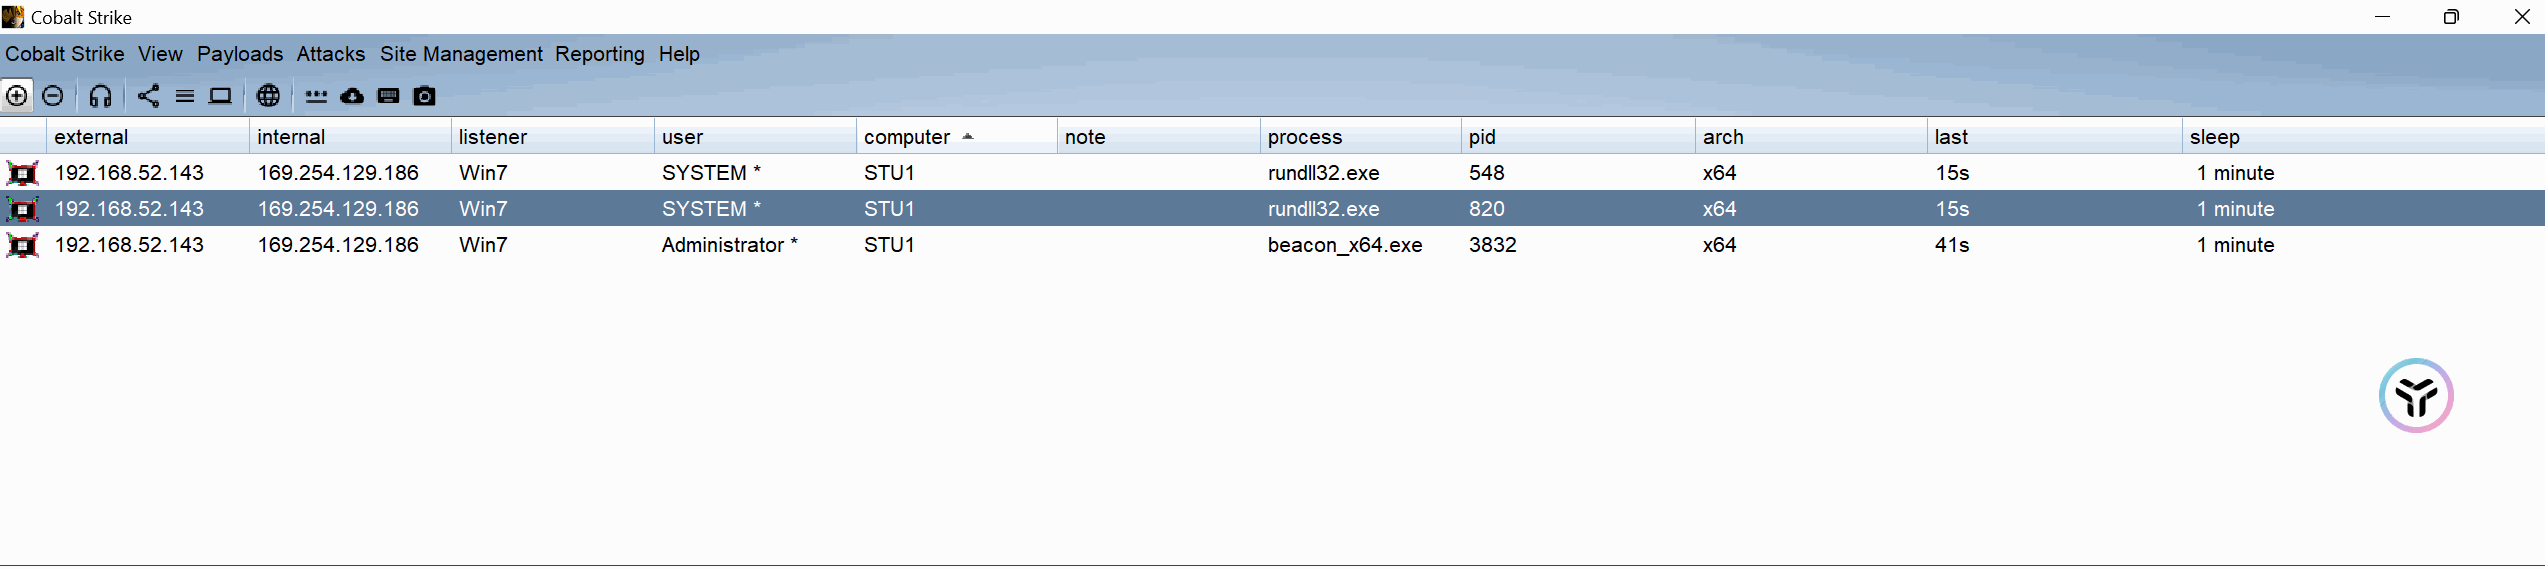 Cobalt Strike
Cobalt Strike View Payloads Attacks Site Management Reporting Help
external internal listener user computer note process pid arch last sleep
192.168.52.143 169.254.129.186 Win7 SYSTEM * STU1 rundll32.exe 548 x64 15s 1 minute
192.168.52.143 169.254.129.186 Win7 SYSTEM * STU1 rundll32.exe 820 x64 15s 1 minute
192.168.52.143 169.254.129.186 Win7 Administrator * STU1 beacon_x64.exe 3832 x64 41s 1 minute